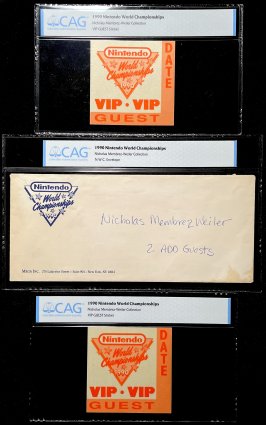 CAG
1990 Nintendo World Championships
Nicholas Membrez-Weiler Collection
VIP GUEST Sticker
Nintendo
World
Championships
1990
DATE
VIP • VIP
GUEST
CAG
1990 Nintendo World Championships
Nicholas Membrez-Weiler Collection
N.W.C. Envelope
Nintendo
World
Championships
1990
Nicholas Membrez Weiler
2 ADD Guests
CAG
1990 Nintendo World Championships
Nicholas Membrez-Weiler Collection
VIP GUEST Sticker
Nintendo
World
Championships
1990
DATE
VIP • VIP
GUEST